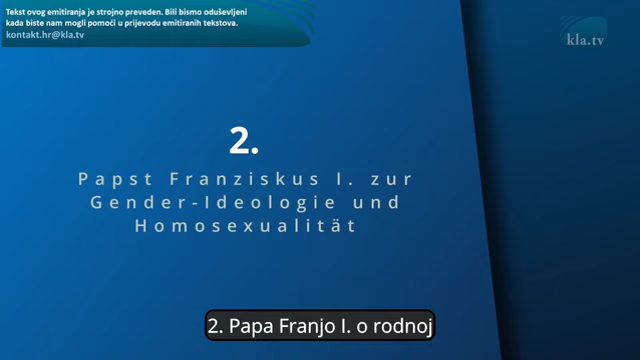 Tekst ovog emitiranja je strojno preveden. Bili bismo oduševljeni
kada biste nam mogli pomoći u prijevodu emitiranih tekstova.
kontakt.hr@kla.tv
kla.tv
2.
Papst Franziskus I. zur
Gender-Ideologie und
Homosexualität
2. Papa Franjo I. o rodnoj